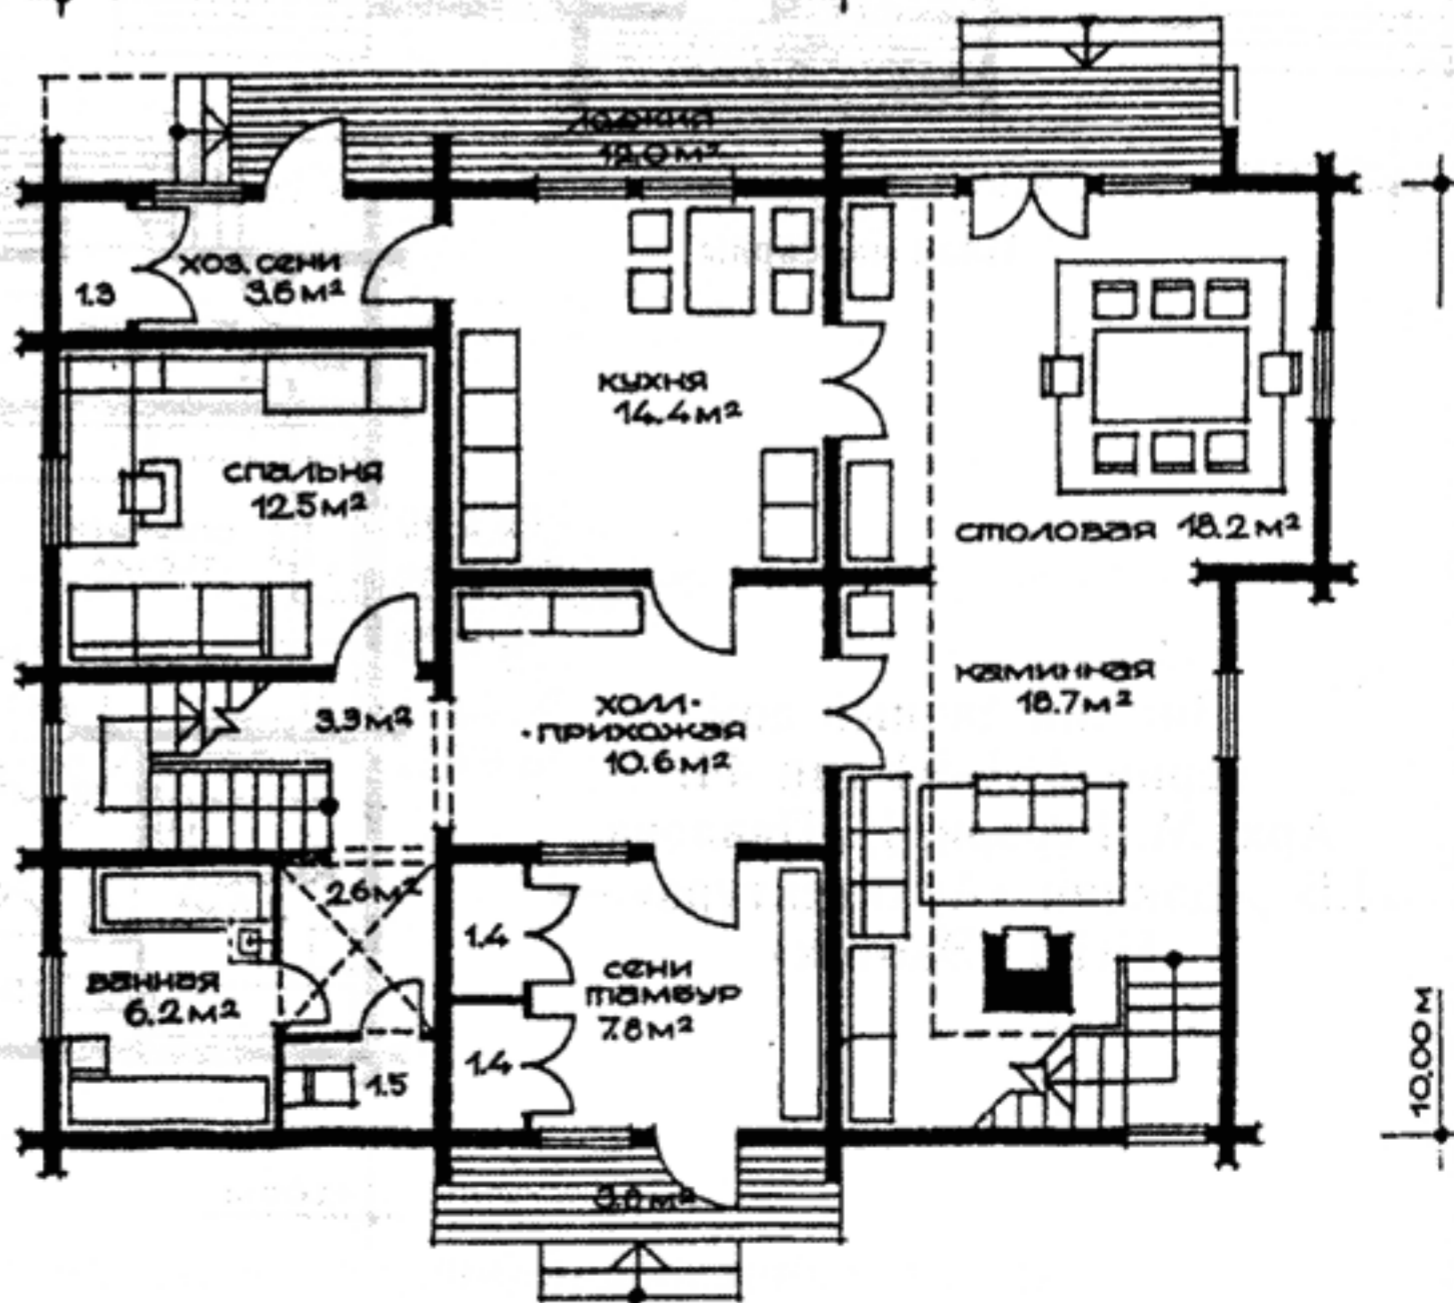 лоджия
12.0 м²
хоз. сени
3.6 м²
1.3
кухня
14.4 м²
спальня
12.5 м²
столовая 18.2 м²
каминная
18.7 м²
3.3 м²
холл-
-прихожая
10.6 м²
2.6 м²
1.4
ванная
6.2 м²
сени
тамбур
7.8 м²
1.4
1.5
10,00 м